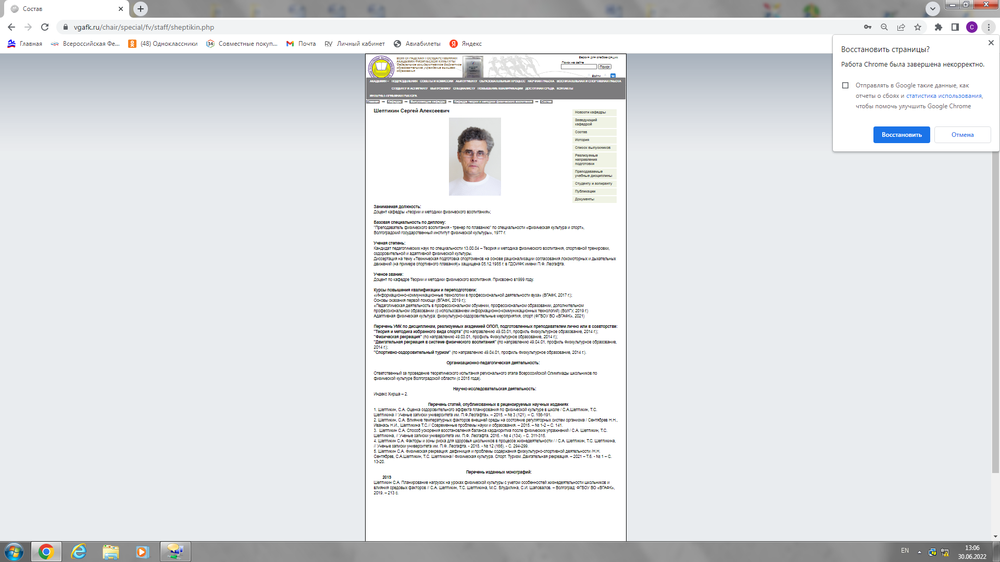 Состав
vgafk.ru/chair/special/fv/staff/sheptikin.php
С
Главная
Всероссийская Фе...
(48) Одноклассники
34
Совместные покуп...
Почта
RV Личный кабинет
Авиабилеты
Я Яндекс
Восстановить страницы?
Работа Chrome была завершена некорректно.
Отправлять в Google такие данные, как
отчеты о сбоях и статистика использования,
чтобы помочь улучшить Google Chrome
Восстановить
Отмена
ВОЛГОГРАДСКАЯ ГОСУДАРСТВЕННАЯ
АКАДЕМИЯ ФИЗИЧЕСКОЙ КУЛЬТУРЫ
Федеральное государственное бюджетное
образовательное учреждение высшего
образования
Версия для слабовидящих
Поиск на сайте
Поиск
Войти
АКАДЕМИЯ ПОДРАЗДЕЛЕНИЯ СОВЕТЫ И КОМИССИИ АБИТУРИЕНТУ ОБРАЗОВАТЕЛЬНЫЙ ПРОЦЕСС НАУЧНАЯ РАБОТА ВОСПИТАТЕЛЬНАЯ И СПОРТИВНАЯ РАБОТА
СТУДЕНТУ И АСПИРАНТУ ВЫПУСКНИКУ СПЕЦИАЛИСТУ ПОВЫШЕНИЕ КВАЛИФИКАЦИИ ДОСТУПНАЯ СРЕДА КОНТАКТЫ
ИНТЕРНЕТ-ПРИЕМНАЯ РЕКТОРА
Главная → Кафедры → Выпускающие кафедры → Кафедра теории и методики физического воспитания → Состав
Шептикин Сергей Алексеевич
Новости кафедры
Заведующий
кафедрой
Состав
История
Список выпускников
Реализуемые
направления
подготовки
Преподаваемые
учебные дисциплины
Студенту и аспиранту
Публикации
Документы
Занимаемая должность:
Доцент кафедры «теории и методики физического воспитания»;
Базовая специальность по диплому:
"Преподаватель физического воспитания - тренер по плаванию" по специальности «физическая культура и спорт»,
Волгоградский государственный институт физической культуры», 1977 г.
Ученая степень:
Кандидат педагогических наук по специальности 13.00.04 – Теория и методика физического воспитания, спортивной тренировки,
оздоровительной и адаптивной физической культуры.
Диссертация на тему «Техническая подготовка спортсменов на основе рационализации согласования локомоторных и дыхательных
движений (на примере спортивного плавания)» защищена 05.12.1985 г. в ГДОИФК имени П.Ф. Лесгафта.
Ученое звание:
Доцент по кафедре Теории и методики физического воспитания. Присвоено в1999 году.
Курсы повышения квалификации и переподготовки:
«Информационно-коммуникационные технологии в профессиональной деятельности вуза» (ВГАФК, 2017 г.);
Основы оказания первой помощи (ВГАФК, 2019 г.);
«Педагогическая деятельность в профессиональном обучении, профессиональном образовании, дополнительном
профессиональном образовании (с использованием информационно-коммуникационных технологий) (ВолГУ, 2019 г.)
Адаптивная физическая культура: физкультурно-оздоровительные мероприятия, спорт (ФГБОУ ВО «ВГАФК», 2021)
Перечень УМК по дисциплинам, реализуемых академией ОПОП, подготовленных преподавателем лично или в соавторстве:
"Теория и методика избранного вида спорта" (по направлению 49.03.01, профиль Физкультурное образование, 2014 г.);
"Физическая рекреация" (по направлению 49.03.01, профиль Физкультурное образование, 2014 г.);
"Двигательная рекреация в системе физического воспитания" (по направлению 49.04.01, профиль Физкультурное образование,
2014 г.);
"Спортивно-оздоровительный туризм" (по направлению 49.04.01, профиль Физкультурное образование, 2014 г.).
Организационно-педагогическая деятельность:
Ответственный за проведение теоретического испытания регионального этапа Всероссийской Олимпиады школьников по
физической культуре Волгоградской области (с 2015 года).
Научно-исследовательская деятельность:
Индекс Хирша – 2.
Перечень статей, опубликованных в рецензируемых научных изданиях
1. Шептикин, С.А. Оценка оздоровительного эффекта планирования по физической культуре в школе / С.А.Шептикин, Т.С.
Шептикина // Ученые записки университета им. П.Ф.Лесгафта». – 2015. – № 3 (121). – С. 186-191.
2. Шептикин, С.А. Влияние температурных факторов внешней среды на состояние регуляторных систем организма / Сентябрев Н.Н.,
Иванась Н.И., Шептикина Т.С.// Современные проблемы науки и образования. – 2015. – № 1-2 – С. 141.
3. Шептикин С.А. Способ ускорения восстановления баланса кардиоритма после физических упражнений / С.А. Шептикин, Т.С.
Шептикина, // Ученые записки университета им. П.Ф. Лесгафта. 2016. - № 4 (134). - С. 311-315.
4. Шептикин С.А. Факторы и зоны риска для здоровья школьников в процессе жизнедеятельности / / С.А. Шептикин, Т.С. Шептикина,
// Ученые записки университета им. П.Ф. Лесгафта. - 2018. - № 12 (166). - С. 294-299.
5. Шептикин С.А. Физическая рекреация: дефиниция и проблемы содержания физкультурно-спортивной деятельности /Н.Н.
Сентябрев, С.А.Шептикин, Т.С. Шептикина// Физическая культура. Спорт. Туризм. Двигательная рекреация. – 2021 – Т.6. - № 1 – С.
13-20.
Перечень изданных монографий:
2019
Шептикин С.А. Планирование нагрузок на уроках физической культуры с учетом особенностей жизнедеятельности школьников и
влияния средовых факторов // С.А. Шептикин, Т.С. Шептикина, М.С. Блудилина, С.И. Шаповалов. – Волгоград: ФГБОУ ВО «ВГАФК»,
2019. – 213 с.
EN
13:06
30.06.2022